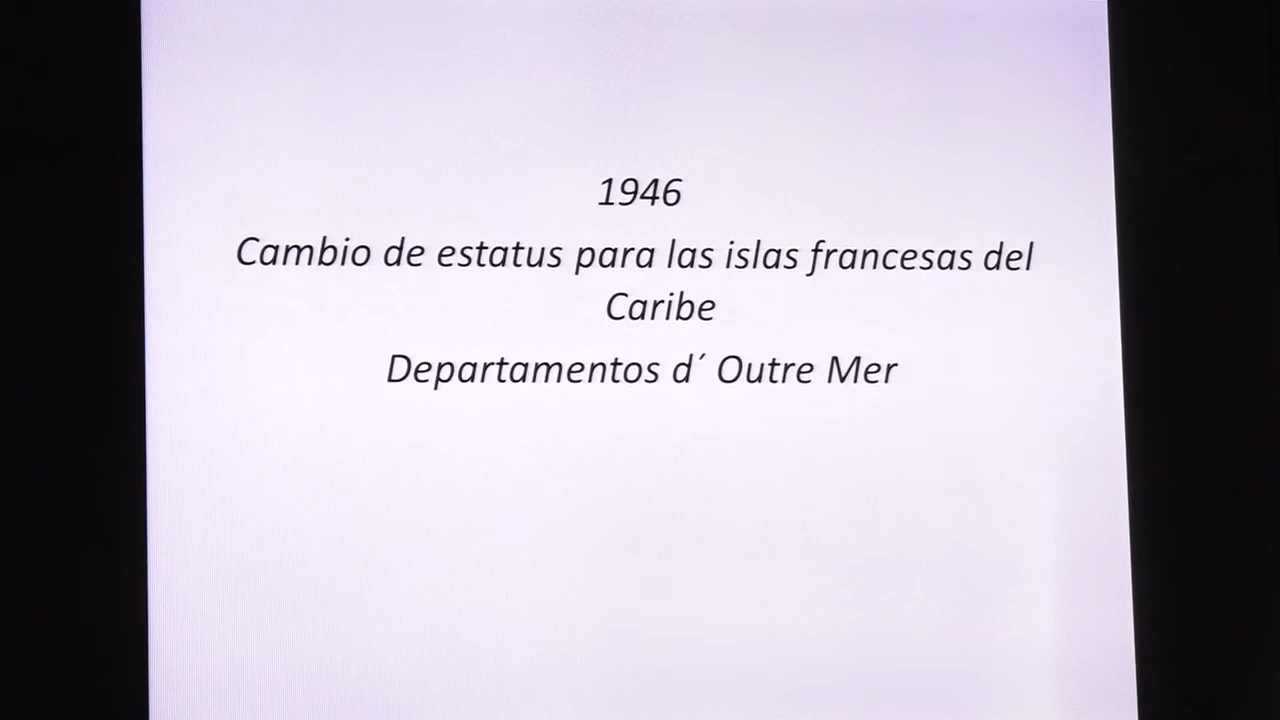 1946
Cambio de estatus para las islas francesas del
Caribe
Departamentos d´ Outre Mer